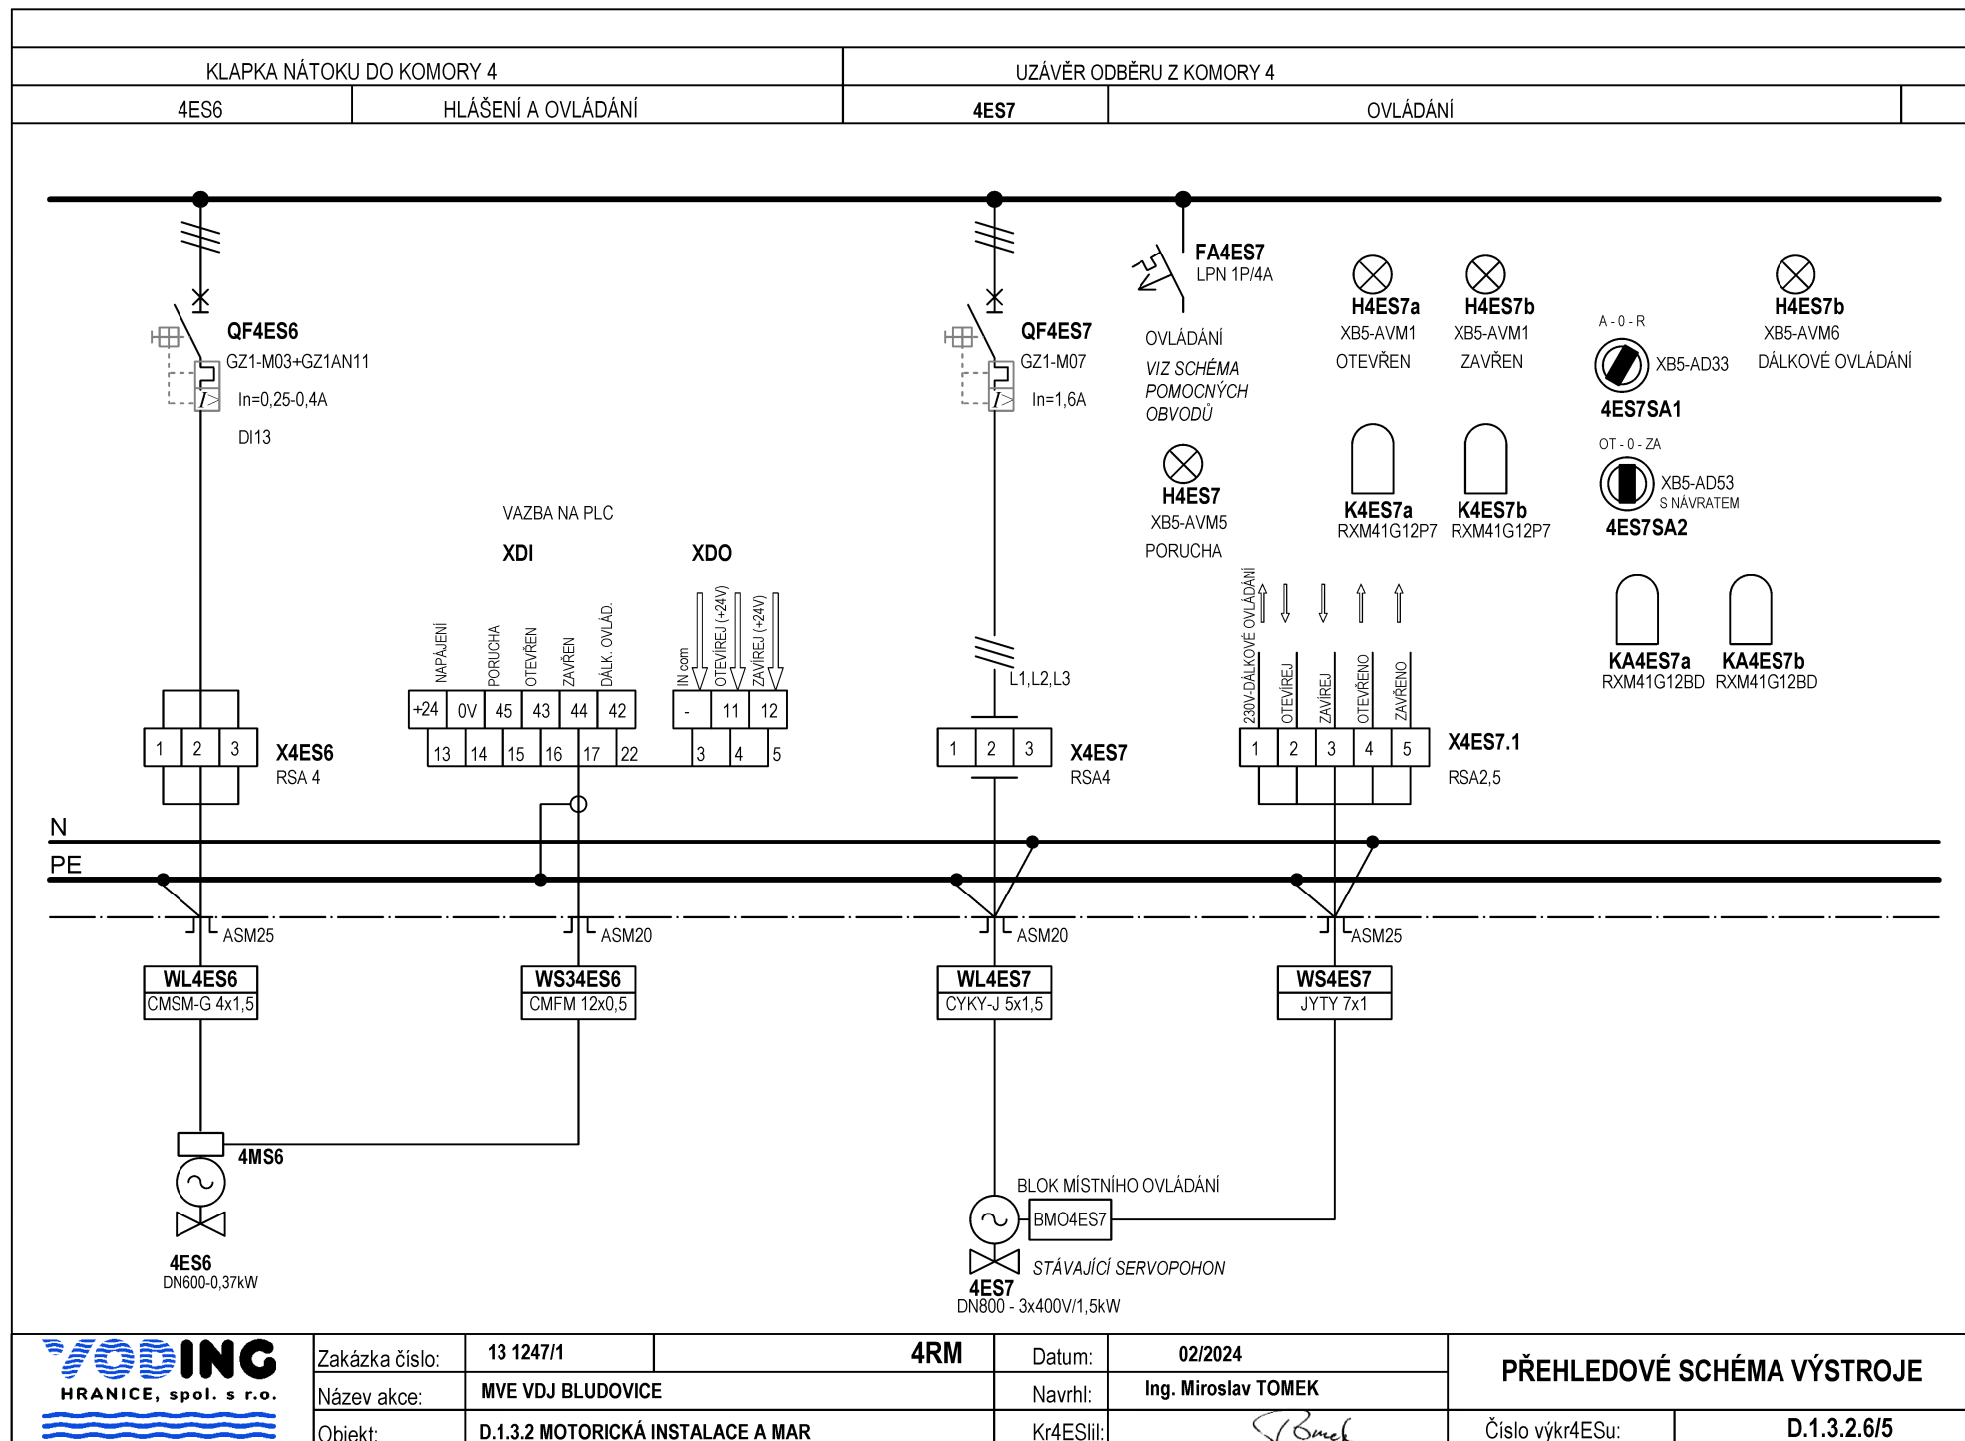 KLAPKA NÁTOKU DO KOMORY 4
UZÁVĚR ODBĚRU Z KOMORY 4
4ES6
HLÁŠENÍ A OVLÁDÁNÍ
4ES7
OVLÁDÁNÍ
QF4ES6
GZ1-M03+GZ1AN11
I>
In=0,25-0,4A
DI13
QF4ES7
GZ1-M07
I>
In=1,6A
FA4ES7
LPN 1P/4A
OVLÁDÁNÍ
VIZ SCHÉMA
POMOCNÝCH
OBVODŮ
H4ES7
XB5-AVM5
PORUCHA
H4ES7a
XB5-AVM1
OTEVŘEN
H4ES7b
XB5-AVM1
ZAVŘEN
A - 0 - R
XB5-AD33
4ES7SA1
H4ES7b
XB5-AVM6
DÁLKOVÉ OVLÁDÁNÍ
OT - 0 - ZA
XB5-AD53
S NÁVRATEM
4ES7SA2
K4ES7a
RXM41G12P7
K4ES7b
RXM41G12P7
KA4ES7a
RXM41G12BD
KA4ES7b
RXM41G12BD
VAZBA NA PLC
XDI
XDO
NAPÁJENÍ
PORUCHA
OTEVŘEN
ZAVŘEN
DÁLK. OVLÁD.
IN com
OTEVÍREJ (+24V)
ZAVÍREJ (+24V)
+24 0V 45 43 44 42
- 11 12
13 14 15 16 17 22
3 4 5
L1,L2,L3
230V-DÁLKOVÉ OVLÁDÁNÍ
OTEVÍREJ
ZAVÍREJ
OTEVŘENO
ZAVŘENO
1 2 3
X4ES6
RSA 4
1 2 3
X4ES7
RSA4
1 2 3 4 5
X4ES7.1
RSA2,5
N
PE
ASM25
ASM20
ASM20
ASM25
WL4ES6
CMSM-G 4x1,5
WS34ES6
CMFM 12x0,5
WL4ES7
CYKY-J 5x1,5
WS4ES7
JYTY 7x1
4MS6
4ES6
DN600-0,37kW
BLOK MÍSTNÍHO OVLÁDÁNÍ
BMO4ES7
STÁVAJÍCÍ SERVOPOHON
4ES7
DN800 - 3x400V/1,5kW
VODING
HRANICE, spol. s r.o.
Zakázka číslo:
13 1247/1
4RM
Datum:
02/2024
PŘEHLEDOVÉ SCHÉMA VÝSTROJE
Název akce:
MVE VDJ BLUDOVICE
Navrhl:
Ing. Miroslav TOMEK
Objekt:
D.1.3.2 MOTORICKÁ INSTALACE A MAR
Kr4ESlil:
Číslo výkr4ESu:
D.1.3.2.6/5